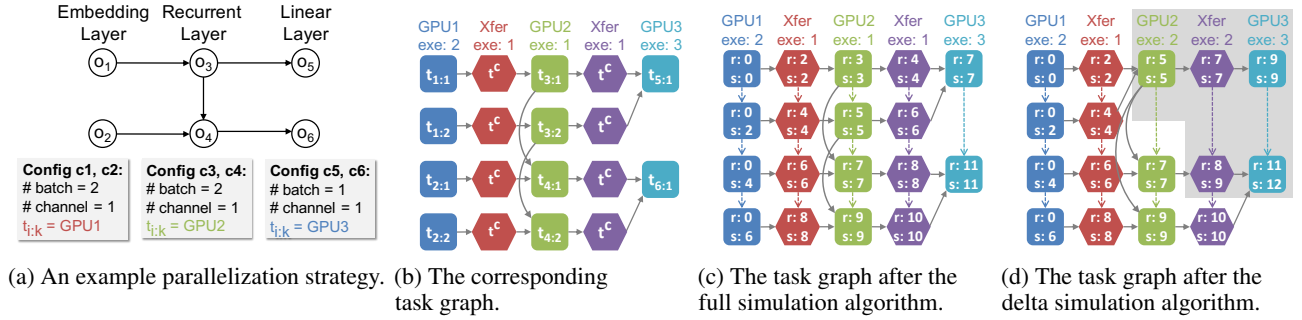 Embedding Layer
Recurrent Layer
Linear Layer
o1
o3
o5
o2
o4
o6
Config c1, c2:
# batch = 2
# channel = 1
ti:k = GPU1
Config c3, c4:
# batch = 2
# channel = 1
ti:k = GPU2
Config c5, c6:
# batch = 1
# channel = 1
ti:k = GPU3
(a) An example parallelization strategy.
GPU1 Xfer GPU2 Xfer GPU3
exe: 2 exe: 1 exe: 1 exe: 1 exe: 3
t1:1 tC t3:1 tC t5:1
t1:2 tC t3:2 tC
t2:1 tC t4:1 tC t6:1
t2:2 tC t4:2 tC
(b) The corresponding
task graph.
GPU1 Xfer GPU2 Xfer GPU3
exe: 2 exe: 1 exe: 1 exe: 1 exe: 3
r: 0 r: 2 r: 3 r: 4 r: 7
s: 0 s: 2 s: 3 s: 4 s: 7
r: 0 r: 4 r: 5 r: 6
s: 2 s: 4 s: 5 s: 6
r: 0 r: 6 r: 7 r: 8 r: 11
s: 4 s: 6 s: 7 s: 8 s: 11
r: 0 r: 8 r: 9 r: 10
s: 6 s: 8 s: 9 s: 10
(c) The task graph after the
full simulation algorithm.
GPU1 Xfer GPU2 Xfer GPU3
exe: 2 exe: 1 exe: 2 exe: 1 exe: 3
r: 0 r: 2 r: 5 r: 7 r: 9
s: 0 s: 2 s: 5 s: 7 s: 9
r: 0 r: 4
s: 2 s: 4
r: 0 r: 6 r: 7 r: 8 r: 11
s: 4 s: 6 s: 7 s: 9 s: 12
r: 0 r: 8 r: 9 r: 10
s: 6 s: 8 s: 9 s: 10
(d) The task graph after the
delta simulation algorithm.